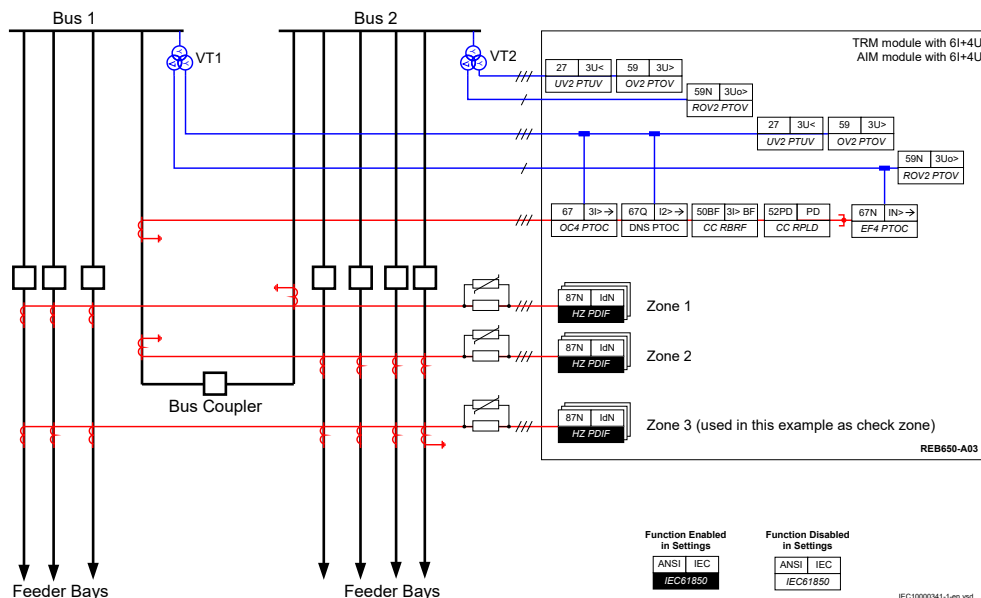 Bus 1
Bus 2
TRM module with 6I+4U
AIM module with 6I+4U
VT1
VT2
27 3U<
UV2 PTUV
59 3U>
OV2 PTOV
59N 3Uo>
ROV2 PTOV
27 3U<
UV2 PTUV
59 3U>
OV2 PTOV
59N 3Uo>
ROV2 PTOV
67 3I>→
OC4 PTOC
67Q I2>→
DNS PTOC
50BF 3I> BF
CC RBRF
52PD PD
CC RPLD
67N IN>→
EF4 PTOC
87N IdN
HZ PDIF
Zone 1
87N IdN
HZ PDIF
Zone 2
Bus Coupler
87N IdN
HZ PDIF
Zone 3 (used in this example as check zone)
REB650-A03
Function Enabled
in Settings
ANSI IEC
IEC61850
Function Disabled
in Settings
ANSI IEC
IEC61850
Feeder Bays
Feeder Bays
IEC10000341-1-en.vsd